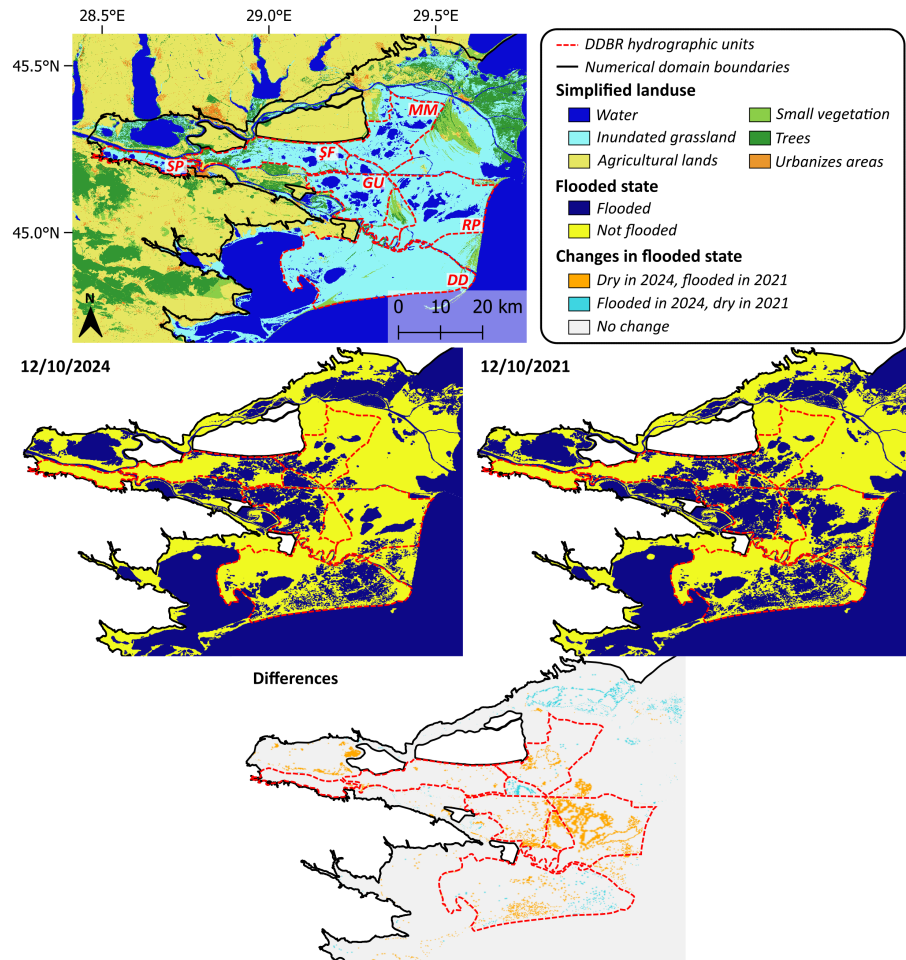 28.5°E 29.0°E 29.5°E
45.5°N
45.0°N
MM
ŞF
SP
GU
RP
DD
N
0 10 20 km
DDBR hydrographic units
Numerical domain boundaries
Simplified landuse
Water
Small vegetation
Inundated grassland
Trees
Agricultural lands
Urbanizes areas
Flooded state
Flooded
Not flooded
Changes in flooded state
Dry in 2024, flooded in 2021
Flooded in 2024, dry in 2021
No change
12/10/2024
12/10/2021
Differences